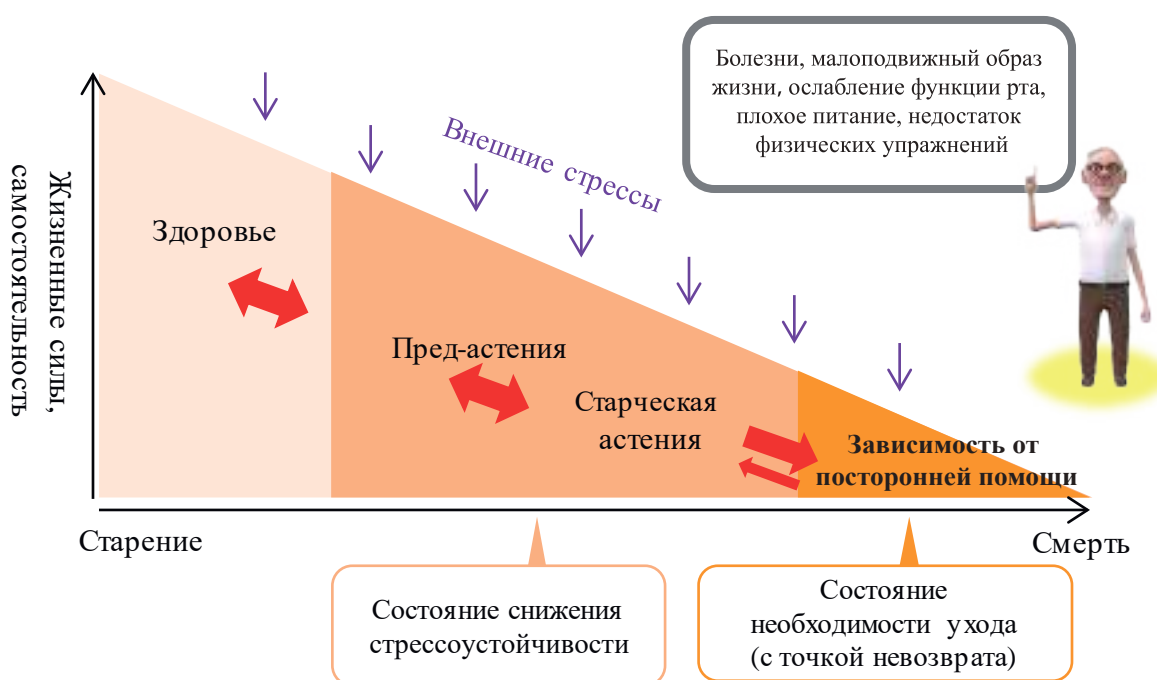 Болезни, малоподвижный образ
жизни, ослабление функции рта,
плохое питание, недостаток
физических упражнений
Внешние стрессы
Жизненные силы,
самостоятельность
Здоровье
Пред-астения
Старческая
астения
Зависимость от
посторонней помощи
Старение
Смерть
Состояние снижения
стрессоустойчивости
Состояние
необходимости ухода
(с точкой невозврата)